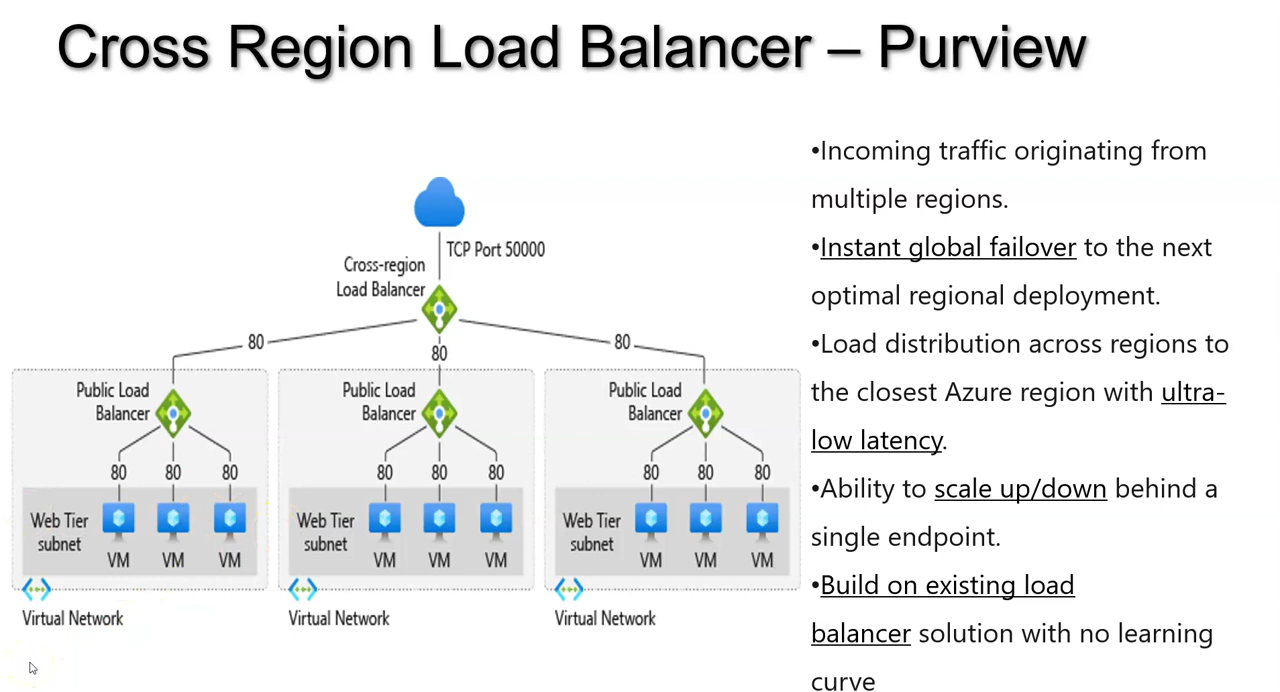 Cross Region Load Balancer – Purview
TCP Port 50000
Cross-region
Load Balancer
80
80
80
Public Load
Balancer
80
80
80
Web Tier
subnet
VM
VM
VM
Virtual Network
Public Load
Balancer
80
80
80
Web Tier
subnet
VM
VM
VM
Virtual Network
Public Load
Balancer
80
80
80
Web Tier
subnet
VM
VM
VM
Virtual Network
•Incoming traffic originating from
multiple regions.
•Instant global failover to the next
optimal regional deployment.
•Load distribution across regions to
the closest Azure region with ultra-
low latency.
•Ability to scale up/down behind a
single endpoint.
•Build on existing load
balancer solution with no learning
curve